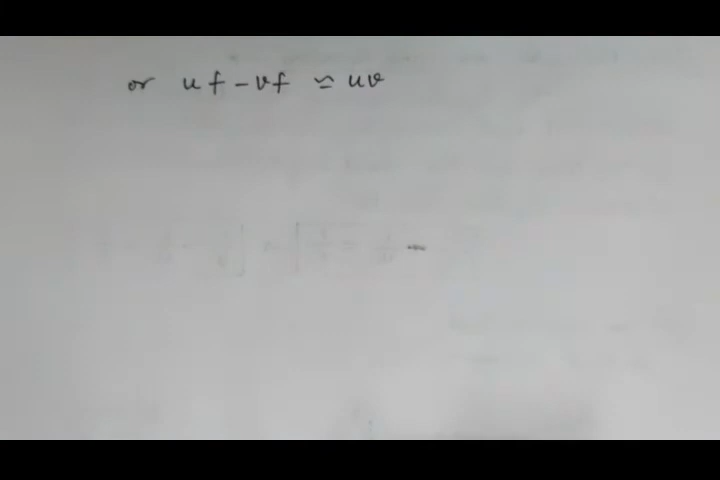 or uf - vf ≃ uv